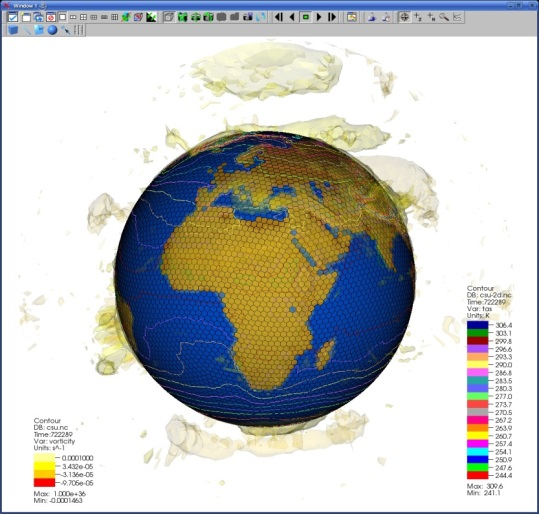 Window 1
Contour
DB: csu-2d.nc
Time:722289
Var: tas
Units: K
306.4
303.1
299.8
296.6
293.3
290.0
286.8
283.5
280.3
277.0
273.7
270.5
267.2
263.9
260.7
257.4
254.1
250.9
247.6
244.4
Max: 309.6
Min: 241.1
Contour
DB: csu.nc
Time:722289
Var: vorticity
Units: s^-1
0.0001000
3.432e-05
-3.136e-05
-9.705e-05
Max: 1.000e+36
Min: -0.0001463